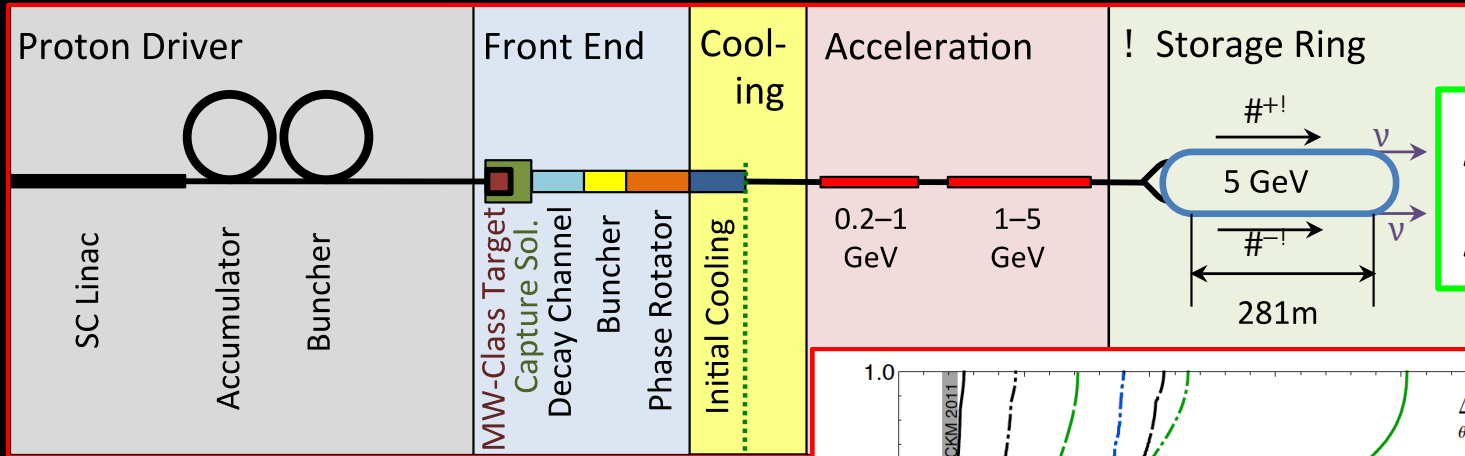 Proton Driver
Front End
Cool-
ing
Acceleration
! Storage Ring
#+!
ν
5 GeV
ν
#−!
281m
0.2–1
GeV
1–5
GeV
SC Linac
Accumulator
Buncher
MW-Class Target
Capture Sol.
Decay Channel
Buncher
Phase Rotator
Initial Cooling
1.0
CKM 2011